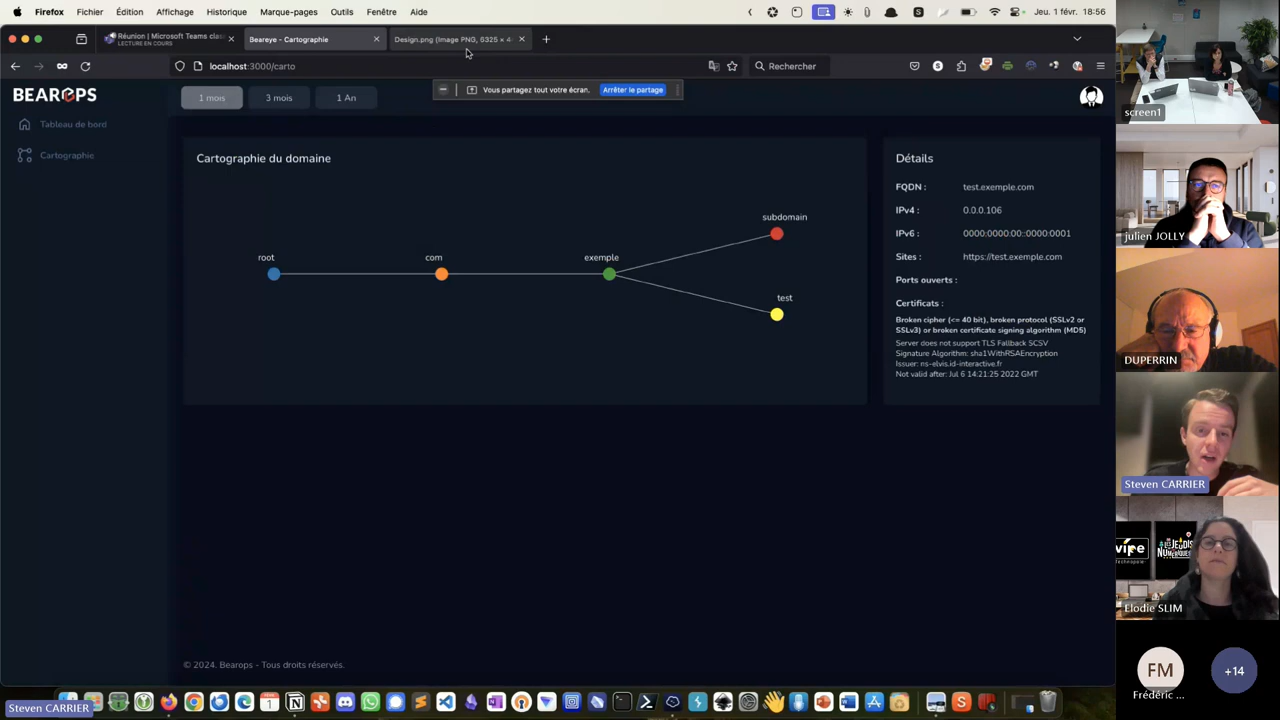 Firefox Fichier Édition Affichage Historique Marque-pages Outils Fenêtre Aide
Jeu. 1 févr. 18:56
Réunion | Microsoft Teams clas
LECTURE EN COURS
Beareye - Cartographie
Design.png (Image PNG, 6325 × 4
localhost:3000/carto
Rechercher
Vous partagez tout votre écran.
Arrêter le partage
BEAROPS
1 mois
3 mois
1 An
Tableau de bord
Cartographie
Cartographie du domaine
root
com
exemple
subdomain
test
Détails
FQDN : test.exemple.com
IPv4 : 0.0.0.106
IPv6 : 0000:0000:00::0000:0001
Sites : https://test.exemple.com
Ports ouverts :
Certificats :
Broken cipher (<= 40 bit), broken protocol (SSLv2 or
SSLv3) or broken certificate signing algorithm (MD5)
Server does not support TLS Fallback SCSV
Signature Algorithm: sha1WithRSAEncryption
Issuer: ns-elvis.id-interactive.fr
Not valid after: Jul 6 14:21:25 2022 GMT
© 2024. Bearops - Tous droits réservés.
Steven CARRIER
screen1
julien JOLLY
DUPERRIN
Steven CARRIER
vipe
LES JEUDIS
NUMÉRIQUES
Elodie SLIM
FM
Frédéric ...
+14